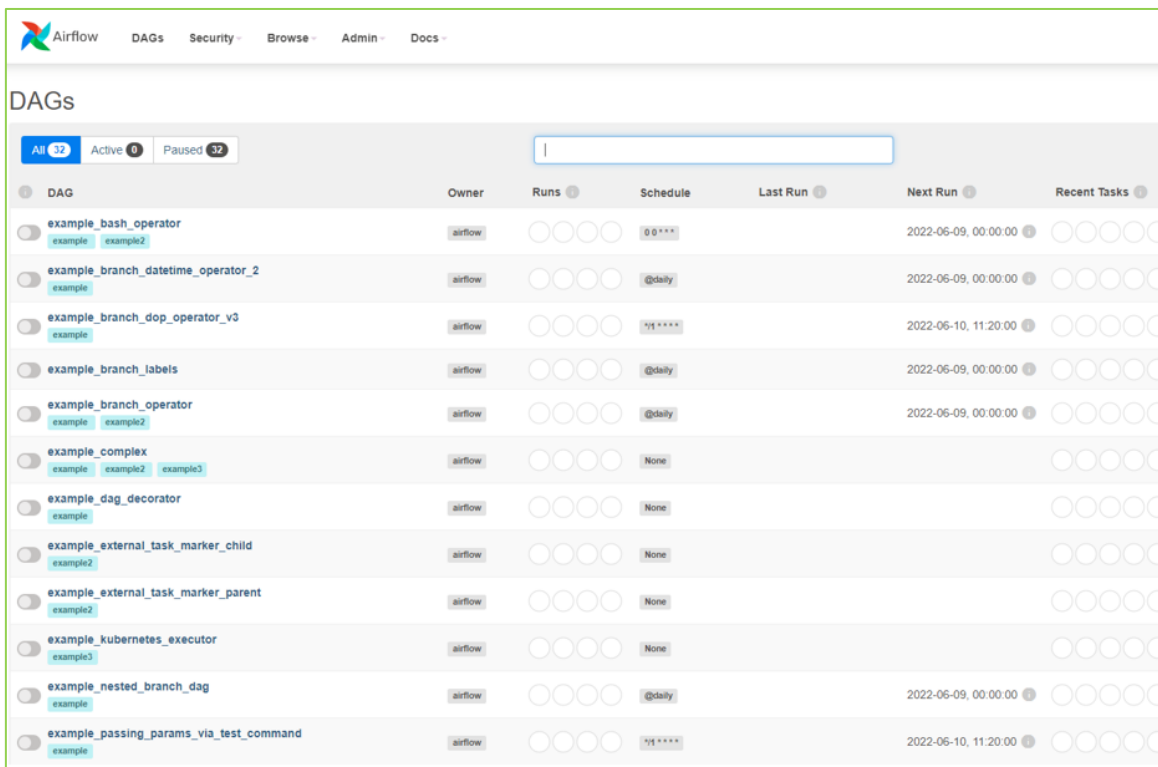 Airflow DAGs Security Browse Admin Docs
DAGs
All 32 Active 0 Paused 32
DAG Owner Runs Schedule Last Run Next Run Recent Tasks
example_bash_operator airflow 0 0 * * * 2022-06-09, 00:00:00
example example2
example_branch_datetime_operator_2 airflow @daily 2022-06-09, 00:00:00
example
example_branch_dop_operator_v3 airflow */1 * * * * 2022-06-10, 11:20:00
example
example_branch_labels airflow @daily 2022-06-09, 00:00:00
example_branch_operator airflow @daily 2022-06-09, 00:00:00
example example2
example_complex airflow None
example example2 example3
example_dag_decorator airflow None
example
example_external_task_marker_child airflow None
example2
example_external_task_marker_parent airflow None
example2
example_kubernetes_executor airflow None
example3
example_nested_branch_dag airflow @daily 2022-06-09, 00:00:00
example
example_passing_params_via_test_command airflow */1 * * * * 2022-06-10, 11:20:00
example